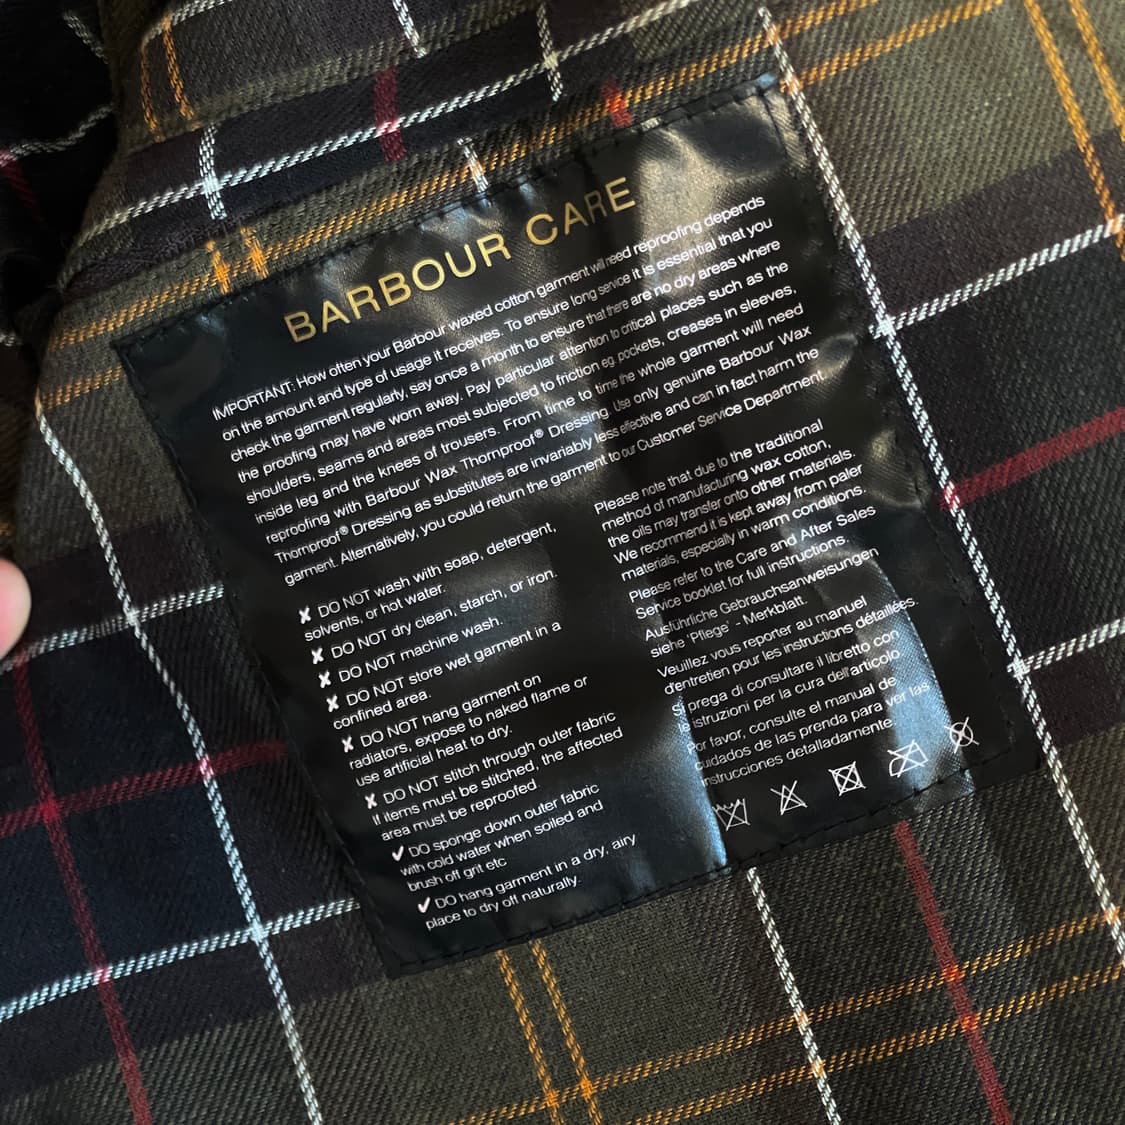 BARBOUR CARE
IMPORTANT: How often your Barbour waxed cotton garment will need reproofing depends
on the amount and type of usage it receives. To ensure long service it is essential that you
check the garment regularly, say once a month to ensure that there are no dry areas where
the proofing may have worn away. Pay particular attention to critical places such as the
shoulders, seams and areas most subjected to friction eg. pockets, creases in sleeves,
inside leg and the knees of trousers. From time to time the whole garment will need
reproofing with Barbour Wax Thornproof® Dressing. Use only genuine Barbour Wax
Thornproof® Dressing as substitutes are invariably less effective and can in fact harm the
garment. Alternatively, you could return the garment to our Customer Service Department.
✘ DO NOT wash with soap, detergent,
solvents, or hot water.
✘ DO NOT dry clean, starch, or iron.
✘ DO NOT machine wash.
✘ DO NOT store wet garment in a
confined area.
✘ DO NOT hang garment on
radiators, expose to naked flame or
use artificial heat to dry.
✘ DO NOT stitch through outer fabric
If items must be stitched, the affected
area must be reproofed
✔ DO sponge down outer fabric
with cold water when soiled and
brush off grit etc
✔ DO hang garment in a dry, airy
place to dry off naturally.
Please note that due to the traditional
method of manufacturing wax cotton,
the oils may transfer onto other materials.
We recommend it is kept away from paler
materials, especially in warm conditions.
Please refer to the Care and After Sales
Service booklet for full instructions.
Ausführliche Gebrauchsanweisungen
siehe 'Pflege' - Merkblatt.
Veuillez vous reporter au manuel
d'entretien pour les instructions détaillées.
Si prega di consultare il libretto con
le istruzioni per la cura dell'articolo
Por favor, consulte el manual de
cuidados de las prenda para ver las
instrucciones detalladamente.